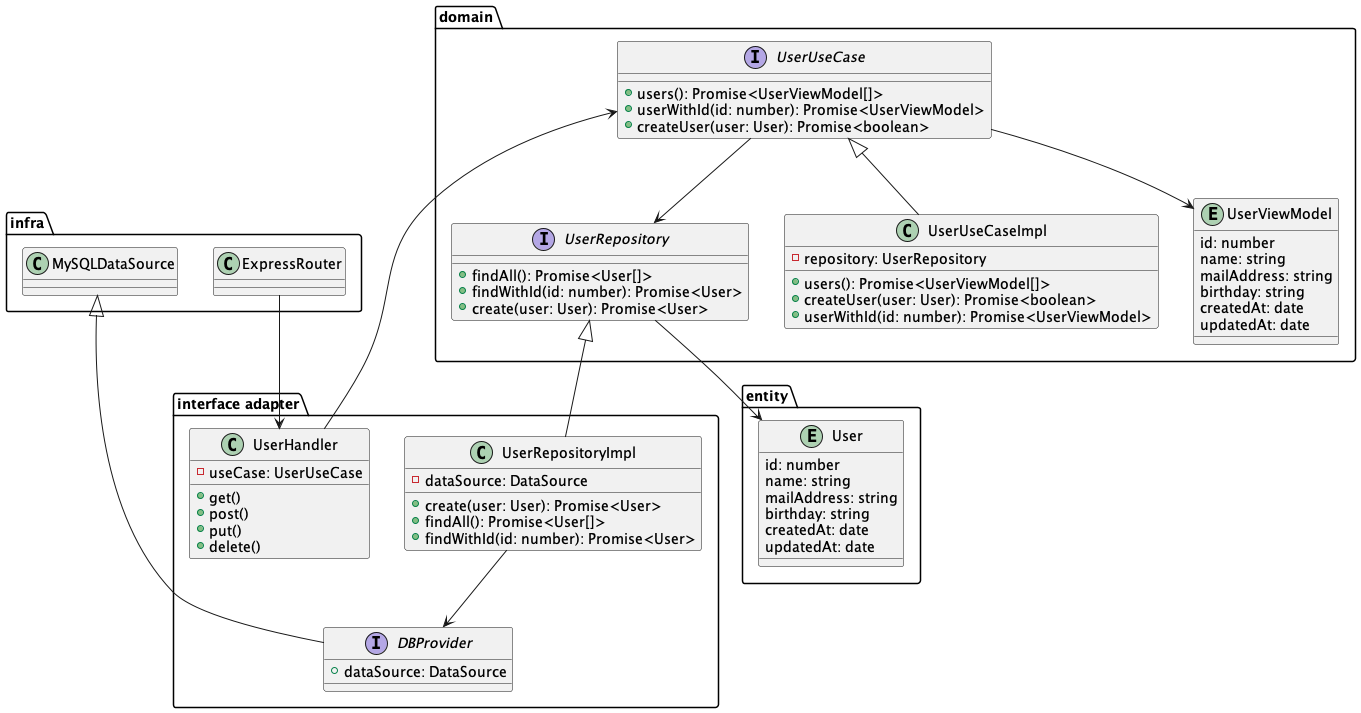 domain
I UserUseCase
users(): Promise<UserViewModel[]>
userWithId(id: number): Promise<UserViewModel>
createUser(user: User): Promise<boolean>
infra
C MySQLDataSource
C ExpressRouter
I UserRepository
findAll(): Promise<User[]>
findWithId(id: number): Promise<User>
create(user: User): Promise<User>
C UserUseCaseImpl
repository: UserRepository
users(): Promise<UserViewModel[]>
createUser(user: User): Promise<boolean>
userWithId(id: number): Promise<UserViewModel>
E UserViewModel
id: number
name: string
mailAddress: string
birthday: string
createdAt: date
updatedAt: date
interface adapter
C UserHandler
useCase: UserUseCase
get()
post()
put()
delete()
C UserRepositoryImpl
dataSource: DataSource
create(user: User): Promise<User>
findAll(): Promise<User[]>
findWithId(id: number): Promise<User>
entity
E User
id: number
name: string
mailAddress: string
birthday: string
createdAt: date
updatedAt: date
I DBProvider
dataSource: DataSource